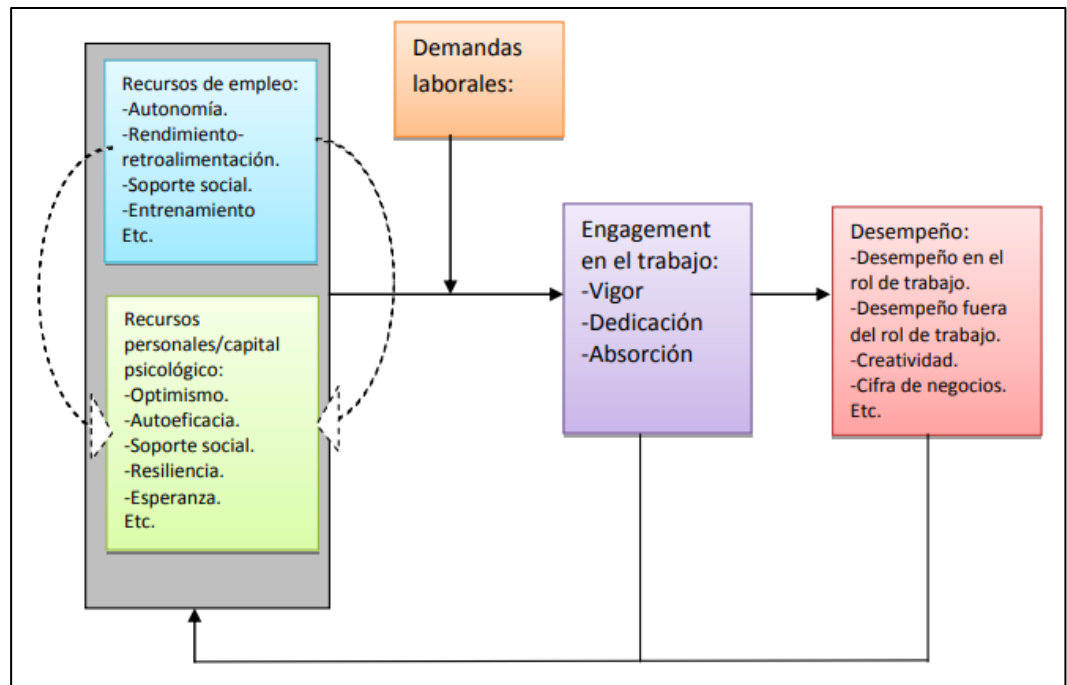 Recursos de empleo:
-Autonomía.
-Rendimiento-
retroalimentación.
-Soporte social.
-Entrenamiento
Etc.
Recursos
personales/capital
psicológico:
-Optimismo.
-Autoeficacia.
-Soporte social.
-Resiliencia.
-Esperanza.
Etc.
Demandas
laborales:
Engagement
en el trabajo:
-Vigor
-Dedicación
-Absorción
Desempeño:
-Desempeño en el
rol de trabajo.
-Desempeño fuera
del rol de trabajo.
-Creatividad.
-Cifra de negocios.
Etc.